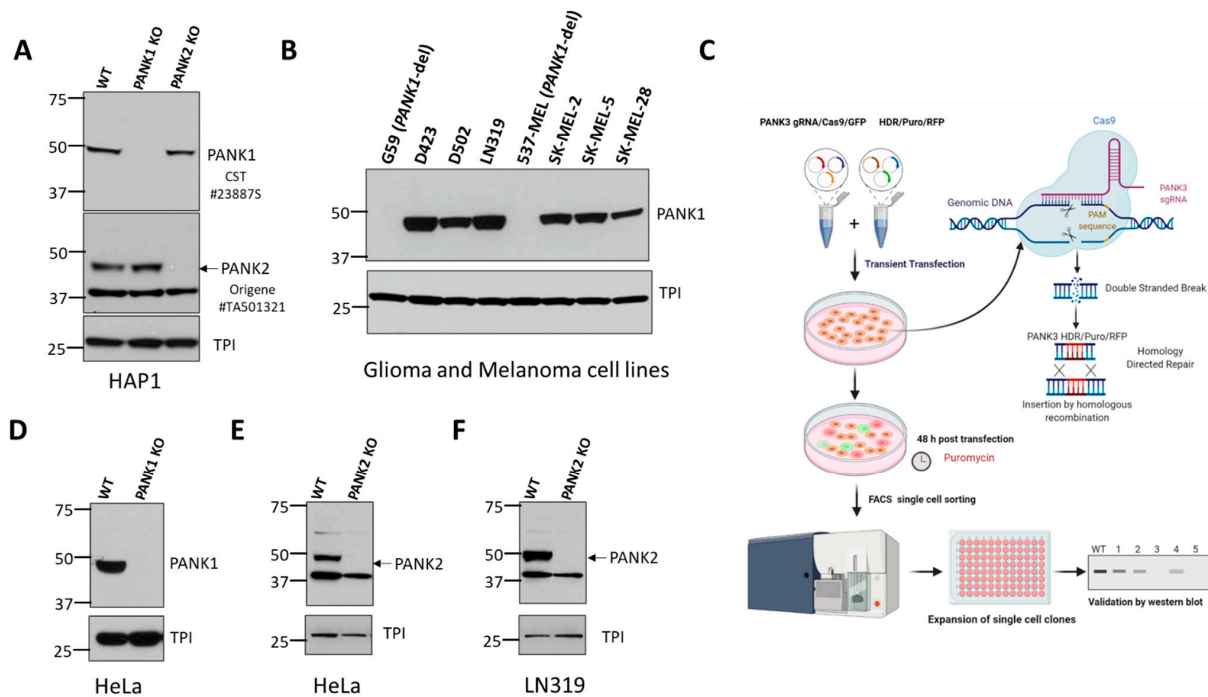 A
WT
PANK1 KO
PANK2 KO
75
50
37
PANK1
CST
#23887S
50
37
PANK2
Origene
#TA501321
25
TPI
HAP1
B
G59 (PANK1-del)
D423
D502
LN319
537-MEL (PANK1-del)
SK-MEL-2
SK-MEL-5
SK-MEL-28
50
37
PANK1
25
TPI
Glioma and Melanoma cell lines
C
PANK3 gRNA/Cas9/GFP
HDR/Puro/RFP
+
Transient Transfection
Cas9
Genomic DNA
PANK3
sgRNA
PAM
sequence
Double Stranded Break
PANK3 HDR/Puro/RFP
Homology
Directed Repair
Insertion by homologous
recombination
48 h post transfection
Puromycin
FACS single cell sorting
Expansion of single cell clones
WT 1 2 3 4 5
Validation by western blot
D
WT
PANK1 KO
75
50
37
PANK1
25
TPI
HeLa
E
WT
PANK2 KO
75
50
37
PANK2
25
TPI
HeLa
F
WT
PANK2 KO
75
50
37
PANK2
25
TPI
LN319